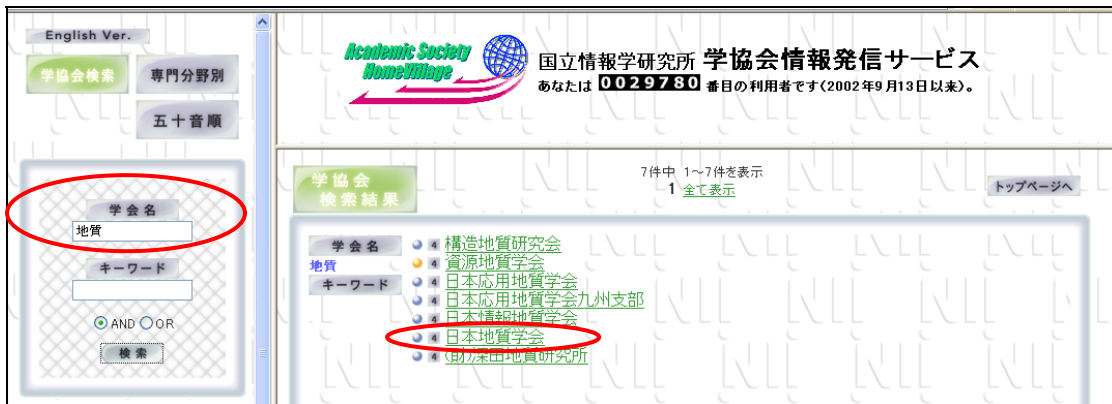 English Ver.
学協会検索
専門分野別
五十音順
学会名
地質
キーワード
AND OR
検索
Academic Society
HomeVillage
国立情報学研究所 学協会情報発信サービス
あなたは 0029780 番目の利用者です(2002年9月13日以来)。
学協会
検索結果
7件中 1~7件を表示
1 全て表示
トップページへ
学会名
地質
キーワード
4 構造地質研究会
4 資源地質学会
4 日本応用地質学会
4 日本応用地質学会九州支部
4 日本情報地質学会
4 日本地質学会
4 (財)深田地質研究所